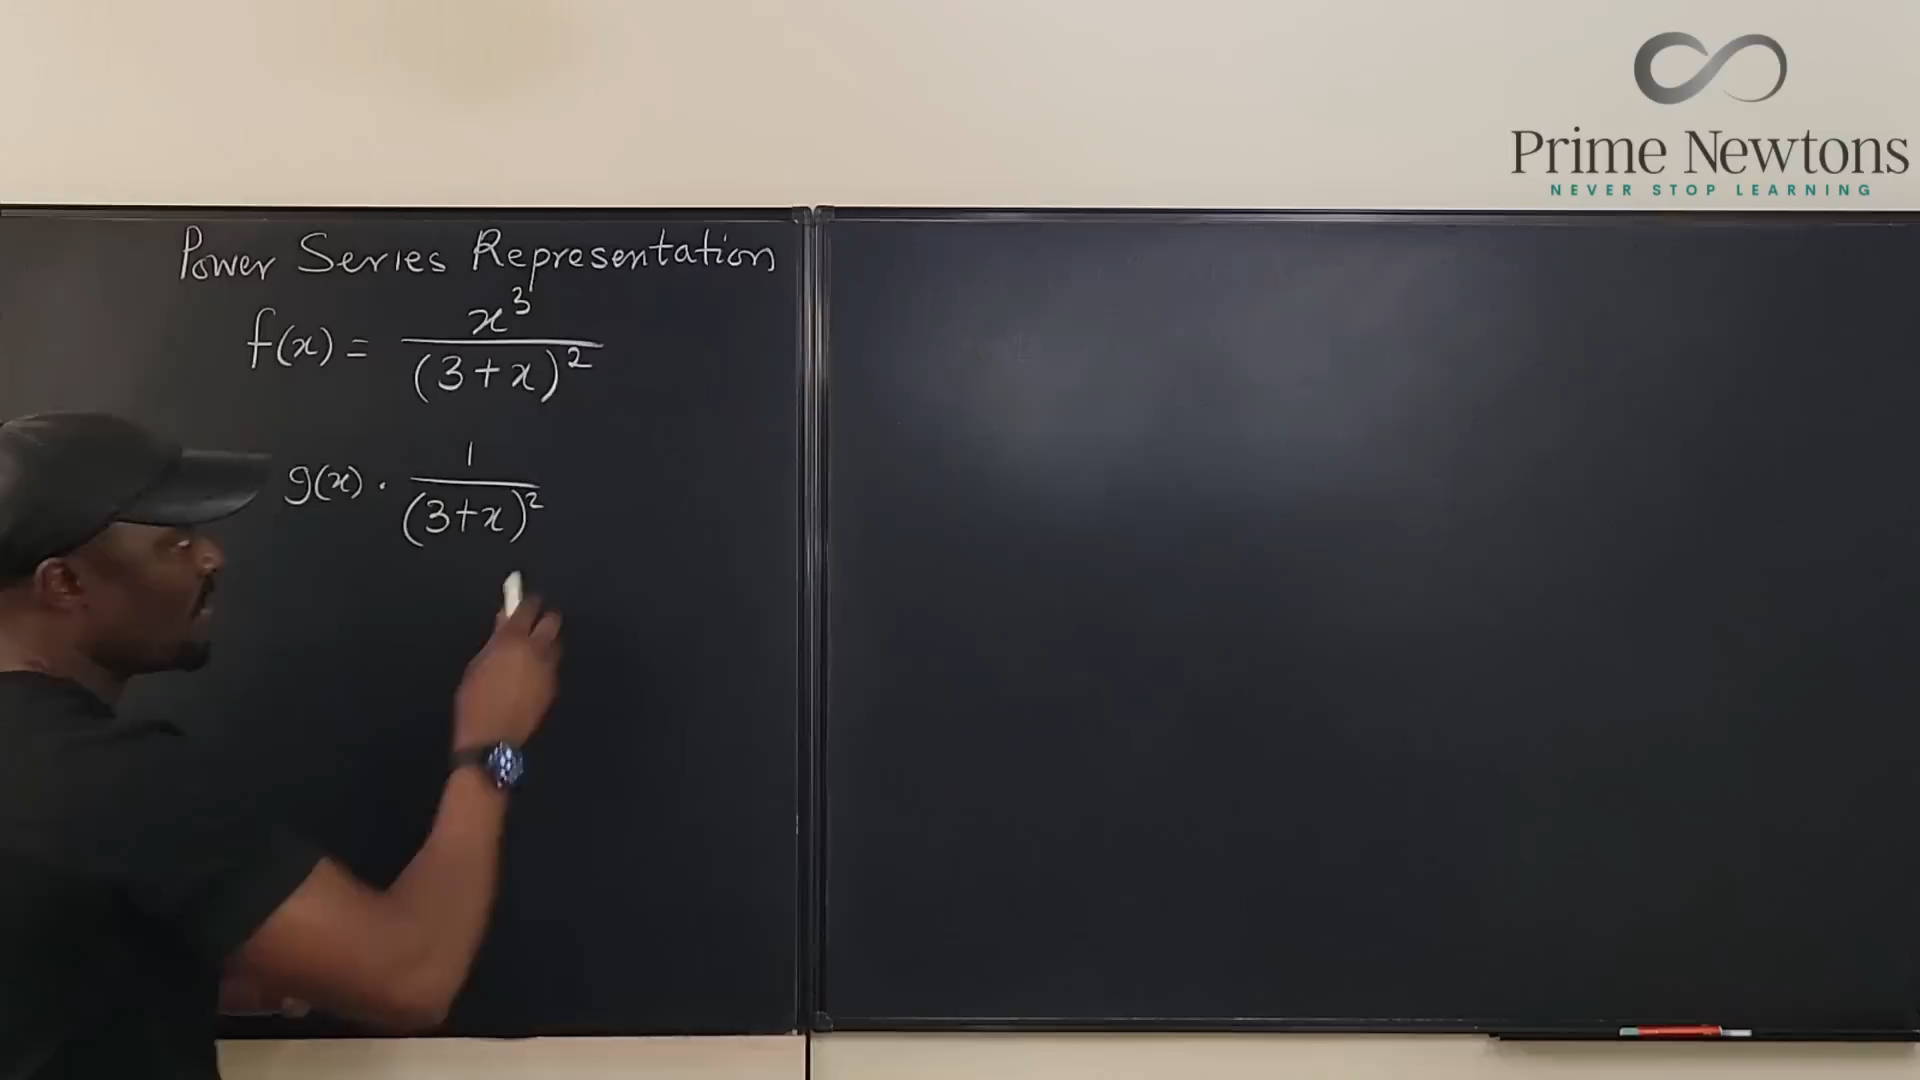 Prime Newtons
NEVER STOP LEARNING
Power Series Representation
f(x) = x³ / (3+x)²
g(x) · 1 / (3+x)²